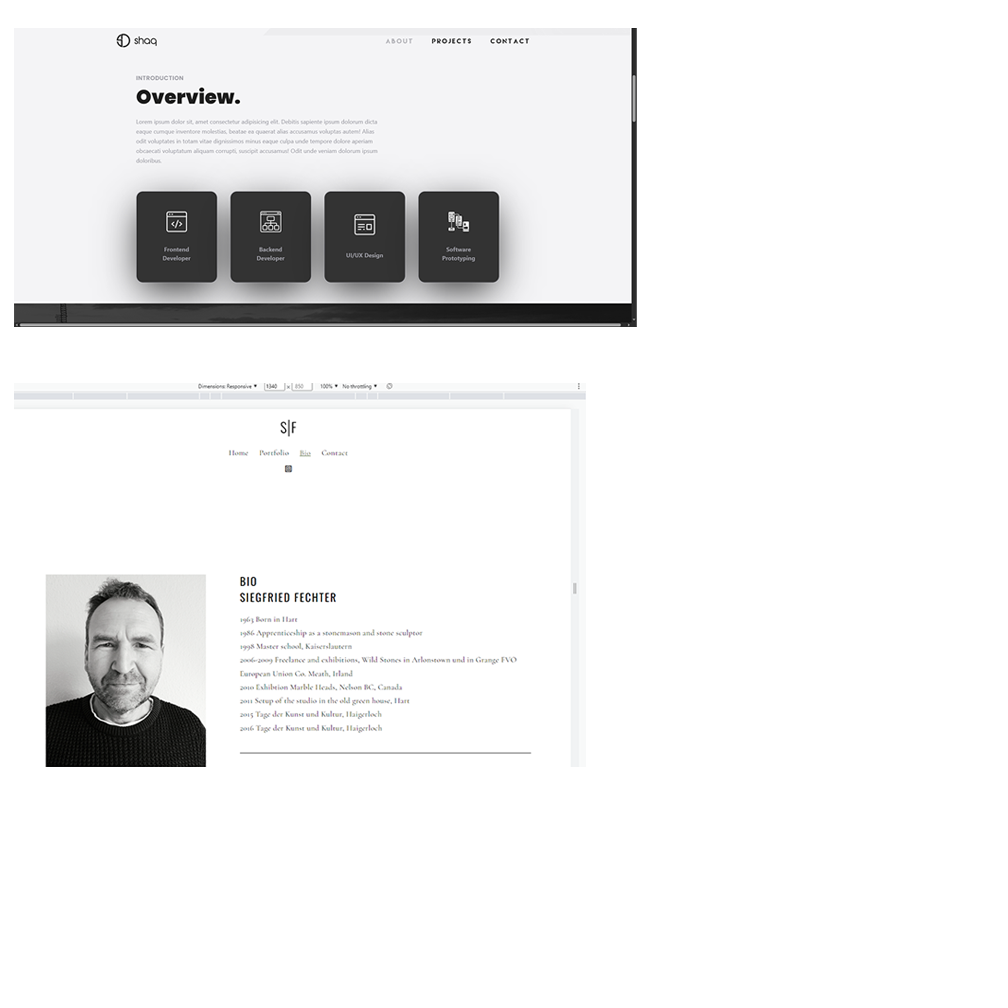 shaq
ABOUT PROJECTS CONTACT
INTRODUCTION
Overview.
Lorem ipsum dolor sit, amet consectetur adipisicing elit. Debitis sapiente ipsum dolorum dicta
eaque cumque inventore molestias, beatae ex quaerat alias accusamus voluptas autem! Alias
odit voluptates in totam vitae dignissimos minus eaque culpa unde tempore dolore aperiam
obcaecati voluptatum aliquam corrupti, suscipit accusamus! Odit unde veniam dolorum ipsum
doloribus.
Frontend
Developer
Backend
Developer
UI/UX Design
Software
Prototyping
Dimensions: Responsive ▼ 1340 x 850 100% ▼ No throttling ▼
S|F
Home Portfolio Bio Contact
BIO
SIEGFRIED FECHTER
1963 Born in Hart
1986 Apprenticeship as a stonemason and stone sculptor
1998 Master school, Kaiserslautern
2006-2009 Freelance and exhibitions, Wild Stones in Arlonstown und in Grange FVO
European Union Co. Meath, Irland
2010 Exhibtion Marble Heads, Nelson BC, Canada
2011 Setup of the studio in the old green house, Hart
2015 Tage der Kunst und Kultur, Haigerloch
2016 Tage der Kunst und Kultur, Haigerloch